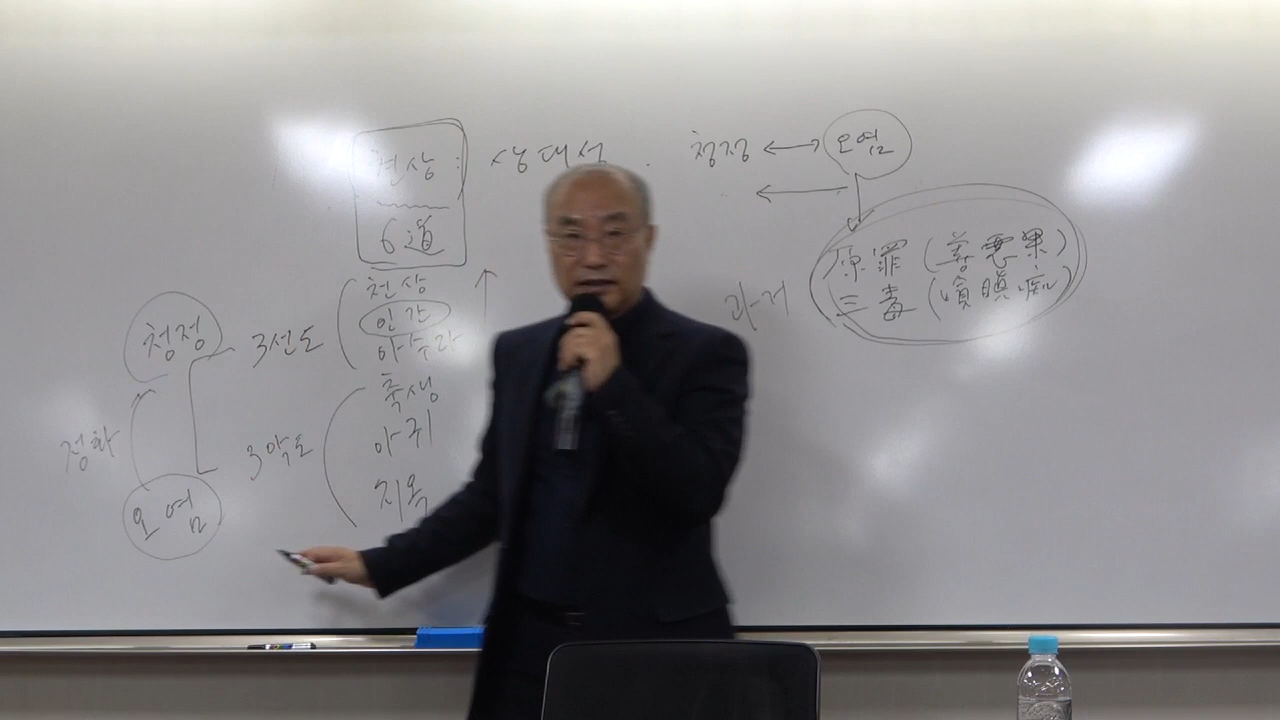 현상 : 상대성
6道
청정 ↔ 오염
原罪 (善惡果)
三毒 (貪瞋痴)
과거
청정
정화
오염
3선도
천상
인간
아수라
3악도
축생
아귀
지옥